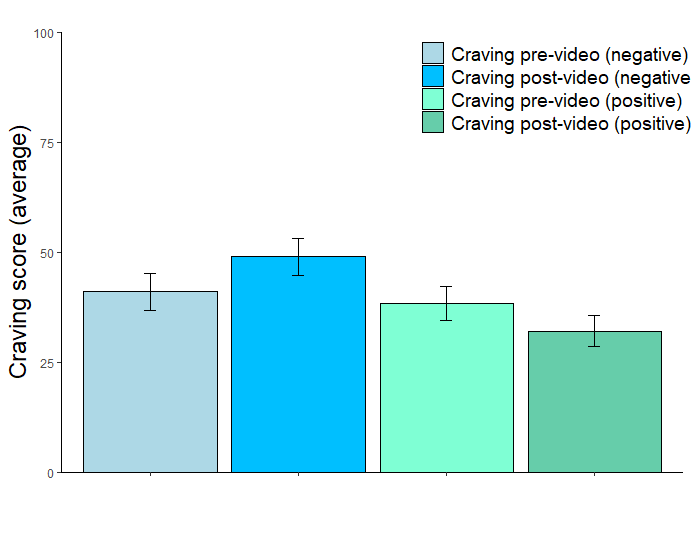 100
75
50
25
0
Craving score (average)
Craving pre-video (negative)
Craving post-video (negative
Craving pre-video (positive)
Craving post-video (positive)